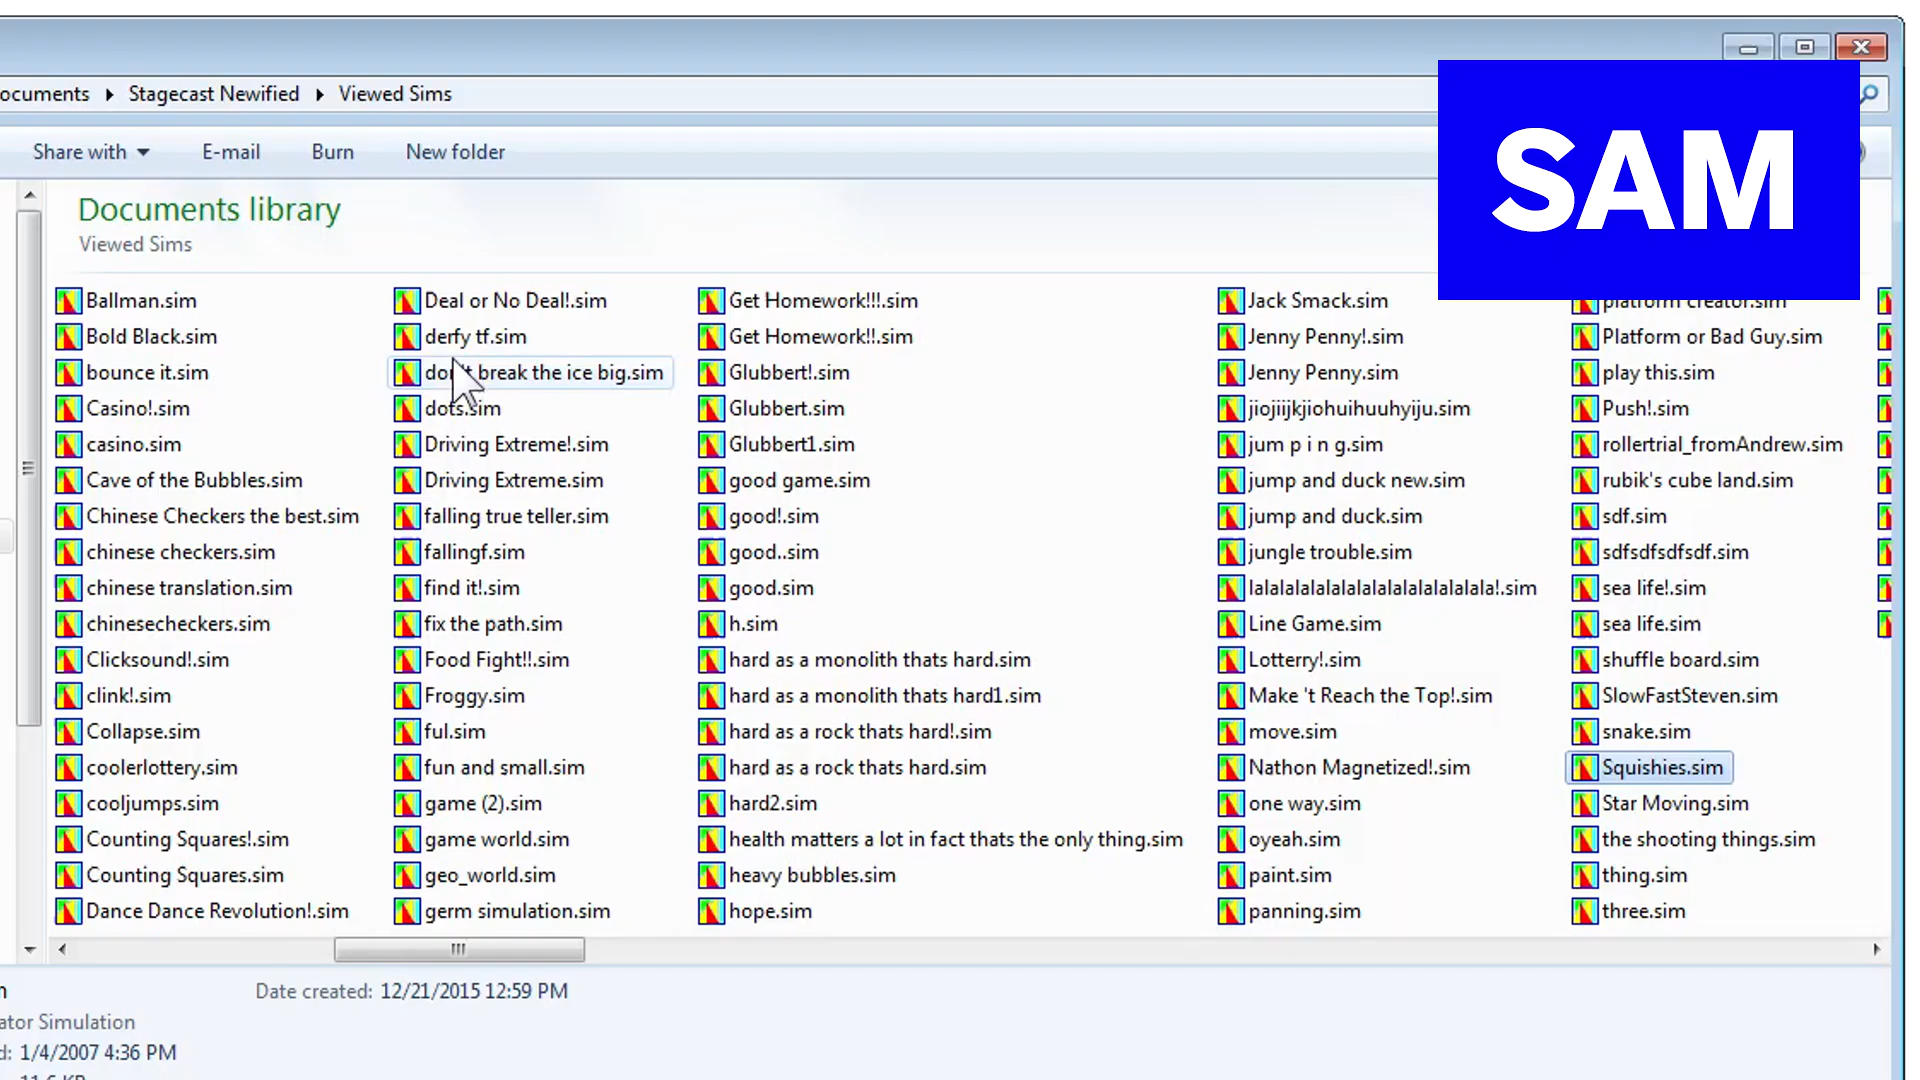 ocuments ▸ Stagecast Newified ▸ Viewed Sims
Share with E-mail Burn New folder
SAM
Documents library
Viewed Sims
Ballman.sim
Bold Black.sim
bounce it.sim
Casino!.sim
casino.sim
Cave of the Bubbles.sim
Chinese Checkers the best.sim
chinese checkers.sim
chinese translation.sim
chinesecheckers.sim
Clicksound!.sim
clink!.sim
Collapse.sim
coolerlottery.sim
cooljumps.sim
Counting Squares!.sim
Counting Squares.sim
Dance Dance Revolution!.sim
Deal or No Deal!.sim
derfy tf.sim
don't break the ice big.sim
dots.sim
Driving Extreme!.sim
Driving Extreme.sim
falling true teller.sim
fallingf.sim
find it!.sim
fix the path.sim
Food Fight!!.sim
Froggy.sim
ful.sim
fun and small.sim
game (2).sim
game world.sim
geo_world.sim
germ simulation.sim
Get Homework!!!.sim
Get Homework!!.sim
Glubbert!.sim
Glubbert.sim
Glubbert1.sim
good game.sim
good!.sim
good..sim
good.sim
h.sim
hard as a monolith thats hard.sim
hard as a monolith thats hard1.sim
hard as a rock thats hard!.sim
hard as a rock thats hard.sim
hard2.sim
health matters a lot in fact thats the only thing.sim
heavy bubbles.sim
hope.sim
Jack Smack.sim
Jenny Penny!.sim
Jenny Penny.sim
jiojiijkjiohuihuuhyiju.sim
jum p i n g.sim
jump and duck new.sim
jump and duck.sim
jungle trouble.sim
lalalalalalalalalalalalalalala!.sim
Line Game.sim
Lotterry!.sim
Make 't Reach the Top!.sim
move.sim
Nathon Magnetized!.sim
one way.sim
oyeah.sim
paint.sim
panning.sim
platform creator.sim
Platform or Bad Guy.sim
play this.sim
Push!.sim
rollertrial_fromAndrew.sim
rubik's cube land.sim
sdf.sim
sdfsdfsdfsdf.sim
sea life!.sim
sea life.sim
shuffle board.sim
SlowFastSteven.sim
snake.sim
Squishies.sim
Star Moving.sim
the shooting things.sim
thing.sim
three.sim
Date created: 12/21/2015 12:59 PM
ator Simulation
d: 1/4/2007 4:36 PM